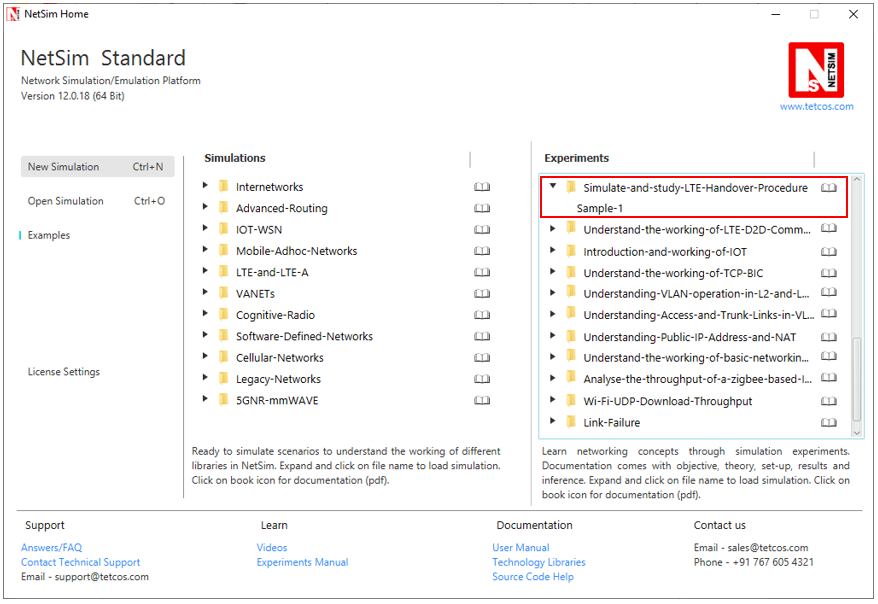 NetSim Home
NetSim Standard
Network Simulation/Emulation Platform
Version 12.0.18 (64 Bit)
NETSIM
www.tetcos.com
New Simulation Ctrl+N
Open Simulation Ctrl+O
Examples
License Settings
Simulations
Internetworks
Advanced-Routing
IOT-WSN
Mobile-Adhoc-Networks
LTE-and-LTE-A
VANETs
Cognitive-Radio
Software-Defined-Networks
Cellular-Networks
Legacy-Networks
5GNR-mmWAVE
Ready to simulate scenarios to understand the working of different
libraries in NetSim. Expand and click on file name to load simulation.
Click on book icon for documentation (pdf).
Experiments
Simulate-and-study-LTE-Handover-Procedure
Sample-1
Understand-the-working-of-LTE-D2D-Comm...
Introduction-and-working-of-IOT
Understand-the-working-of-TCP-BIC
Understanding-VLAN-operation-in-L2-and-L...
Understanding-Access-and-Trunk-Links-in-VL...
Understanding-Public-IP-Address-and-NAT
Understand-the-working-of-basic-networkin...
Analyse-the-throughput-of-a-zigbee-based-I...
Wi-Fi-UDP-Download-Throughput
Link-Failure
Learn networking concepts through simulation experiments.
Documentation comes with objective, theory, set-up, results and
inference. Expand and click on file name to load simulation. Click on
book icon for documentation (pdf).
Support
Answers/FAQ
Contact Technical Support
Email - support@tetcos.com
Learn
Videos
Experiments Manual
Documentation
User Manual
Technology Libraries
Source Code Help
Contact us
Email - sales@tetcos.com
Phone - +91 767 605 4321